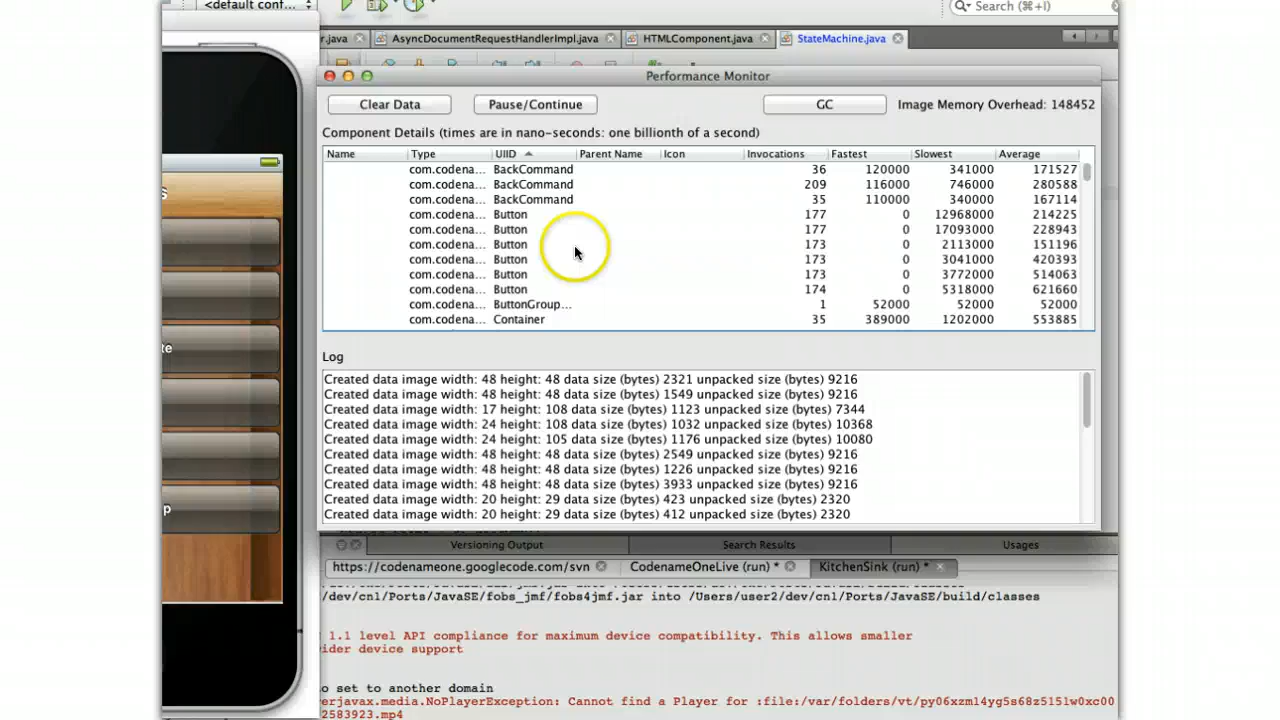 <default conf...
Search (⌘+I)
r.java
AsyncDocumentRequestHandlerImpl.java
HTMLComponent.java
StateMachine.java
Performance Monitor
Clear Data
Pause/Continue
GC
Image Memory Overhead: 148452
Component Details (times are in nano-seconds: one billionth of a second)
Name Type UIID Parent Name Icon Invocations Fastest Slowest Average
com.codena... BackCommand 36 120000 341000 171527
com.codena... BackCommand 209 116000 746000 280588
com.codena... BackCommand 35 110000 340000 167114
com.codena... Button 177 0 12968000 214225
com.codena... Button 177 0 17093000 228943
com.codena... Button 173 0 2113000 151196
com.codena... Button 173 0 3041000 420393
com.codena... Button 173 0 3772000 514063
com.codena... Button 174 0 5318000 621660
com.codena... ButtonGroup... 1 52000 52000 52000
com.codena... Container 35 389000 1202000 553885
Log
Created data image width: 48 height: 48 data size (bytes) 2321 unpacked size (bytes) 9216
Created data image width: 48 height: 48 data size (bytes) 1549 unpacked size (bytes) 9216
Created data image width: 17 height: 108 data size (bytes) 1123 unpacked size (bytes) 7344
Created data image width: 24 height: 108 data size (bytes) 1032 unpacked size (bytes) 10368
Created data image width: 24 height: 105 data size (bytes) 1176 unpacked size (bytes) 10080
Created data image width: 48 height: 48 data size (bytes) 2549 unpacked size (bytes) 9216
Created data image width: 48 height: 48 data size (bytes) 1226 unpacked size (bytes) 9216
Created data image width: 48 height: 48 data size (bytes) 3933 unpacked size (bytes) 9216
Created data image width: 20 height: 29 data size (bytes) 423 unpacked size (bytes) 2320
Created data image width: 20 height: 29 data size (bytes) 412 unpacked size (bytes) 2320
s
te
p
Versioning Output
Search Results
Usages
https://codenameone.googlecode.com/svn
CodenameOneLive (run) *
KitchenSink (run) *
/dev/cn1/Ports/JavaSE/fobs_jmf/fobs4jmf.jar into /Users/user2/dev/cn1/Ports/JavaSE/build/classes
1.1 level API compliance for maximum device compatibility. This allows smaller
ider device support
o set to another domain
erjavax.media.NoPlayerException: Cannot find a Player for :file:/var/folders/vt/py06xzm14yg5s68z5151w0xc00
2583923.mp4